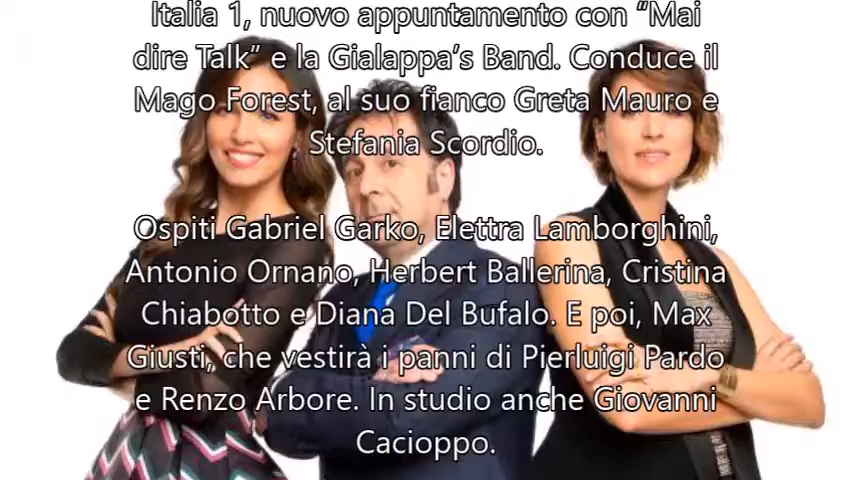 Italia 1, nuovo appuntamento con “Mai
dire Talk” e la Gialappa’s Band. Conduce il
Mago Forest, al suo fianco Greta Mauro e
Stefania Scordio.
Ospiti Gabriel Garko, Elettra Lamborghini,
Antonio Ornano, Herbert Ballerina, Cristina
Chiabotto e Diana Del Bufalo. E poi, Max
Giusti, che vestirà i panni di Pierluigi Pardo
e Renzo Arbore. In studio anche Giovanni
Cacioppo.